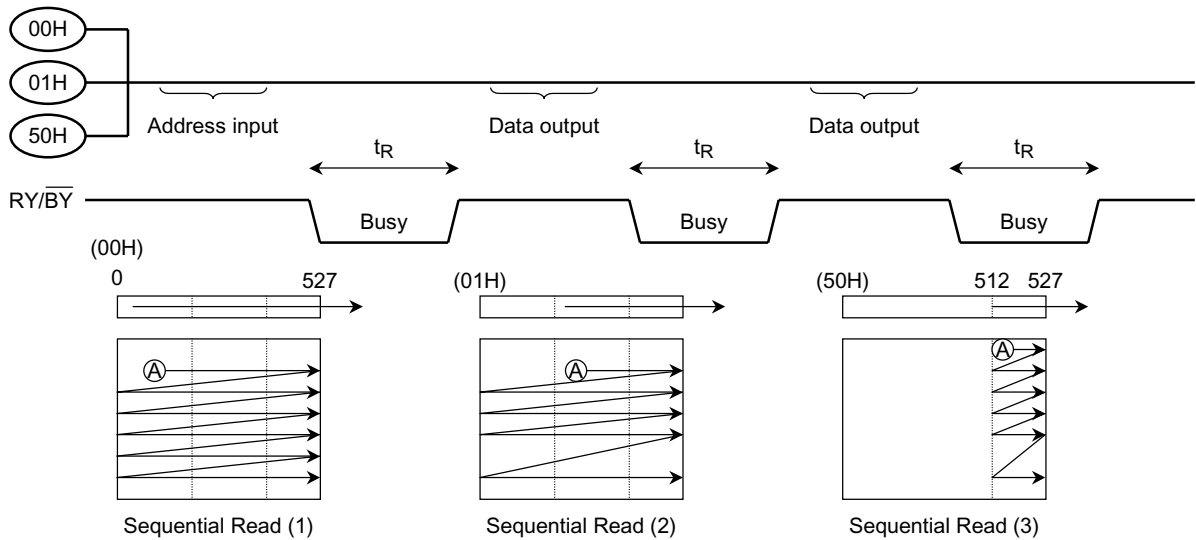 00H
01H
50H
Address input
Data output
Data output
tR
tR
tR
RY/BY
Busy
Busy
Busy
(00H)
0
527
(01H)
(50H)
512
527
A
A
A
Sequential Read (1)
Sequential Read (2)
Sequential Read (3)